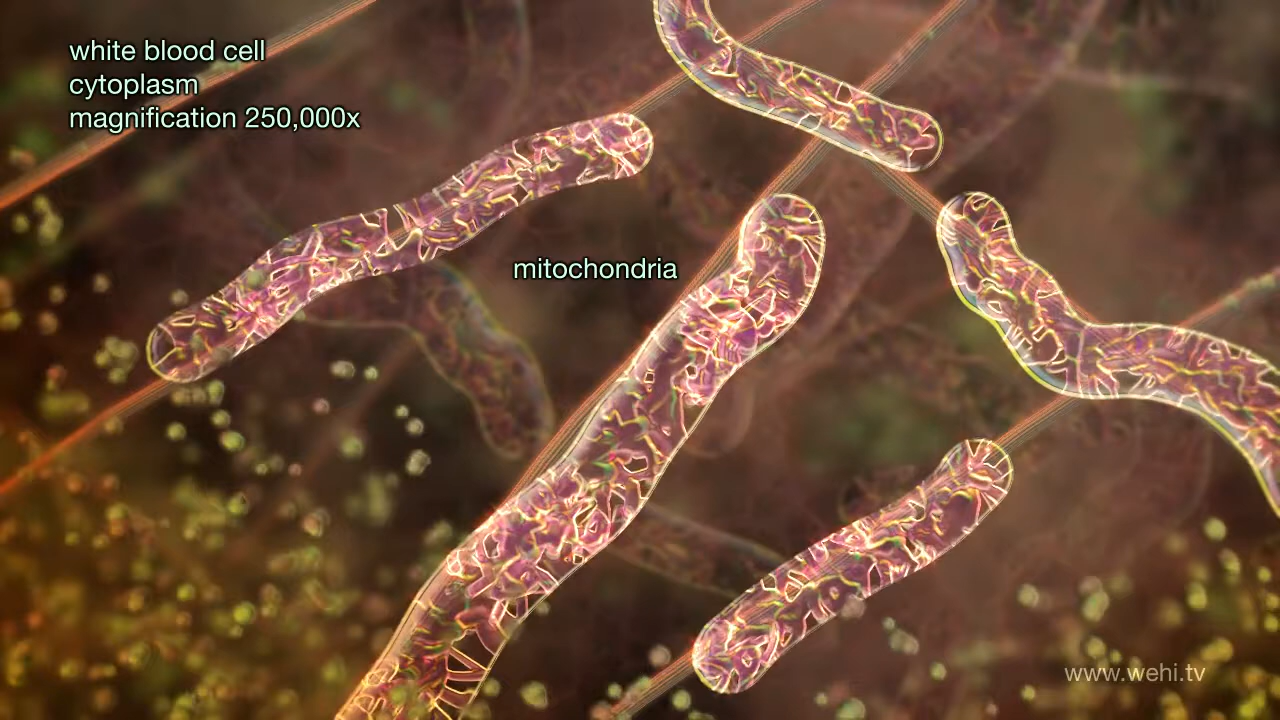 white blood cell
cytoplasm
magnification 250,000x
mitochondria
www.wehi.tv